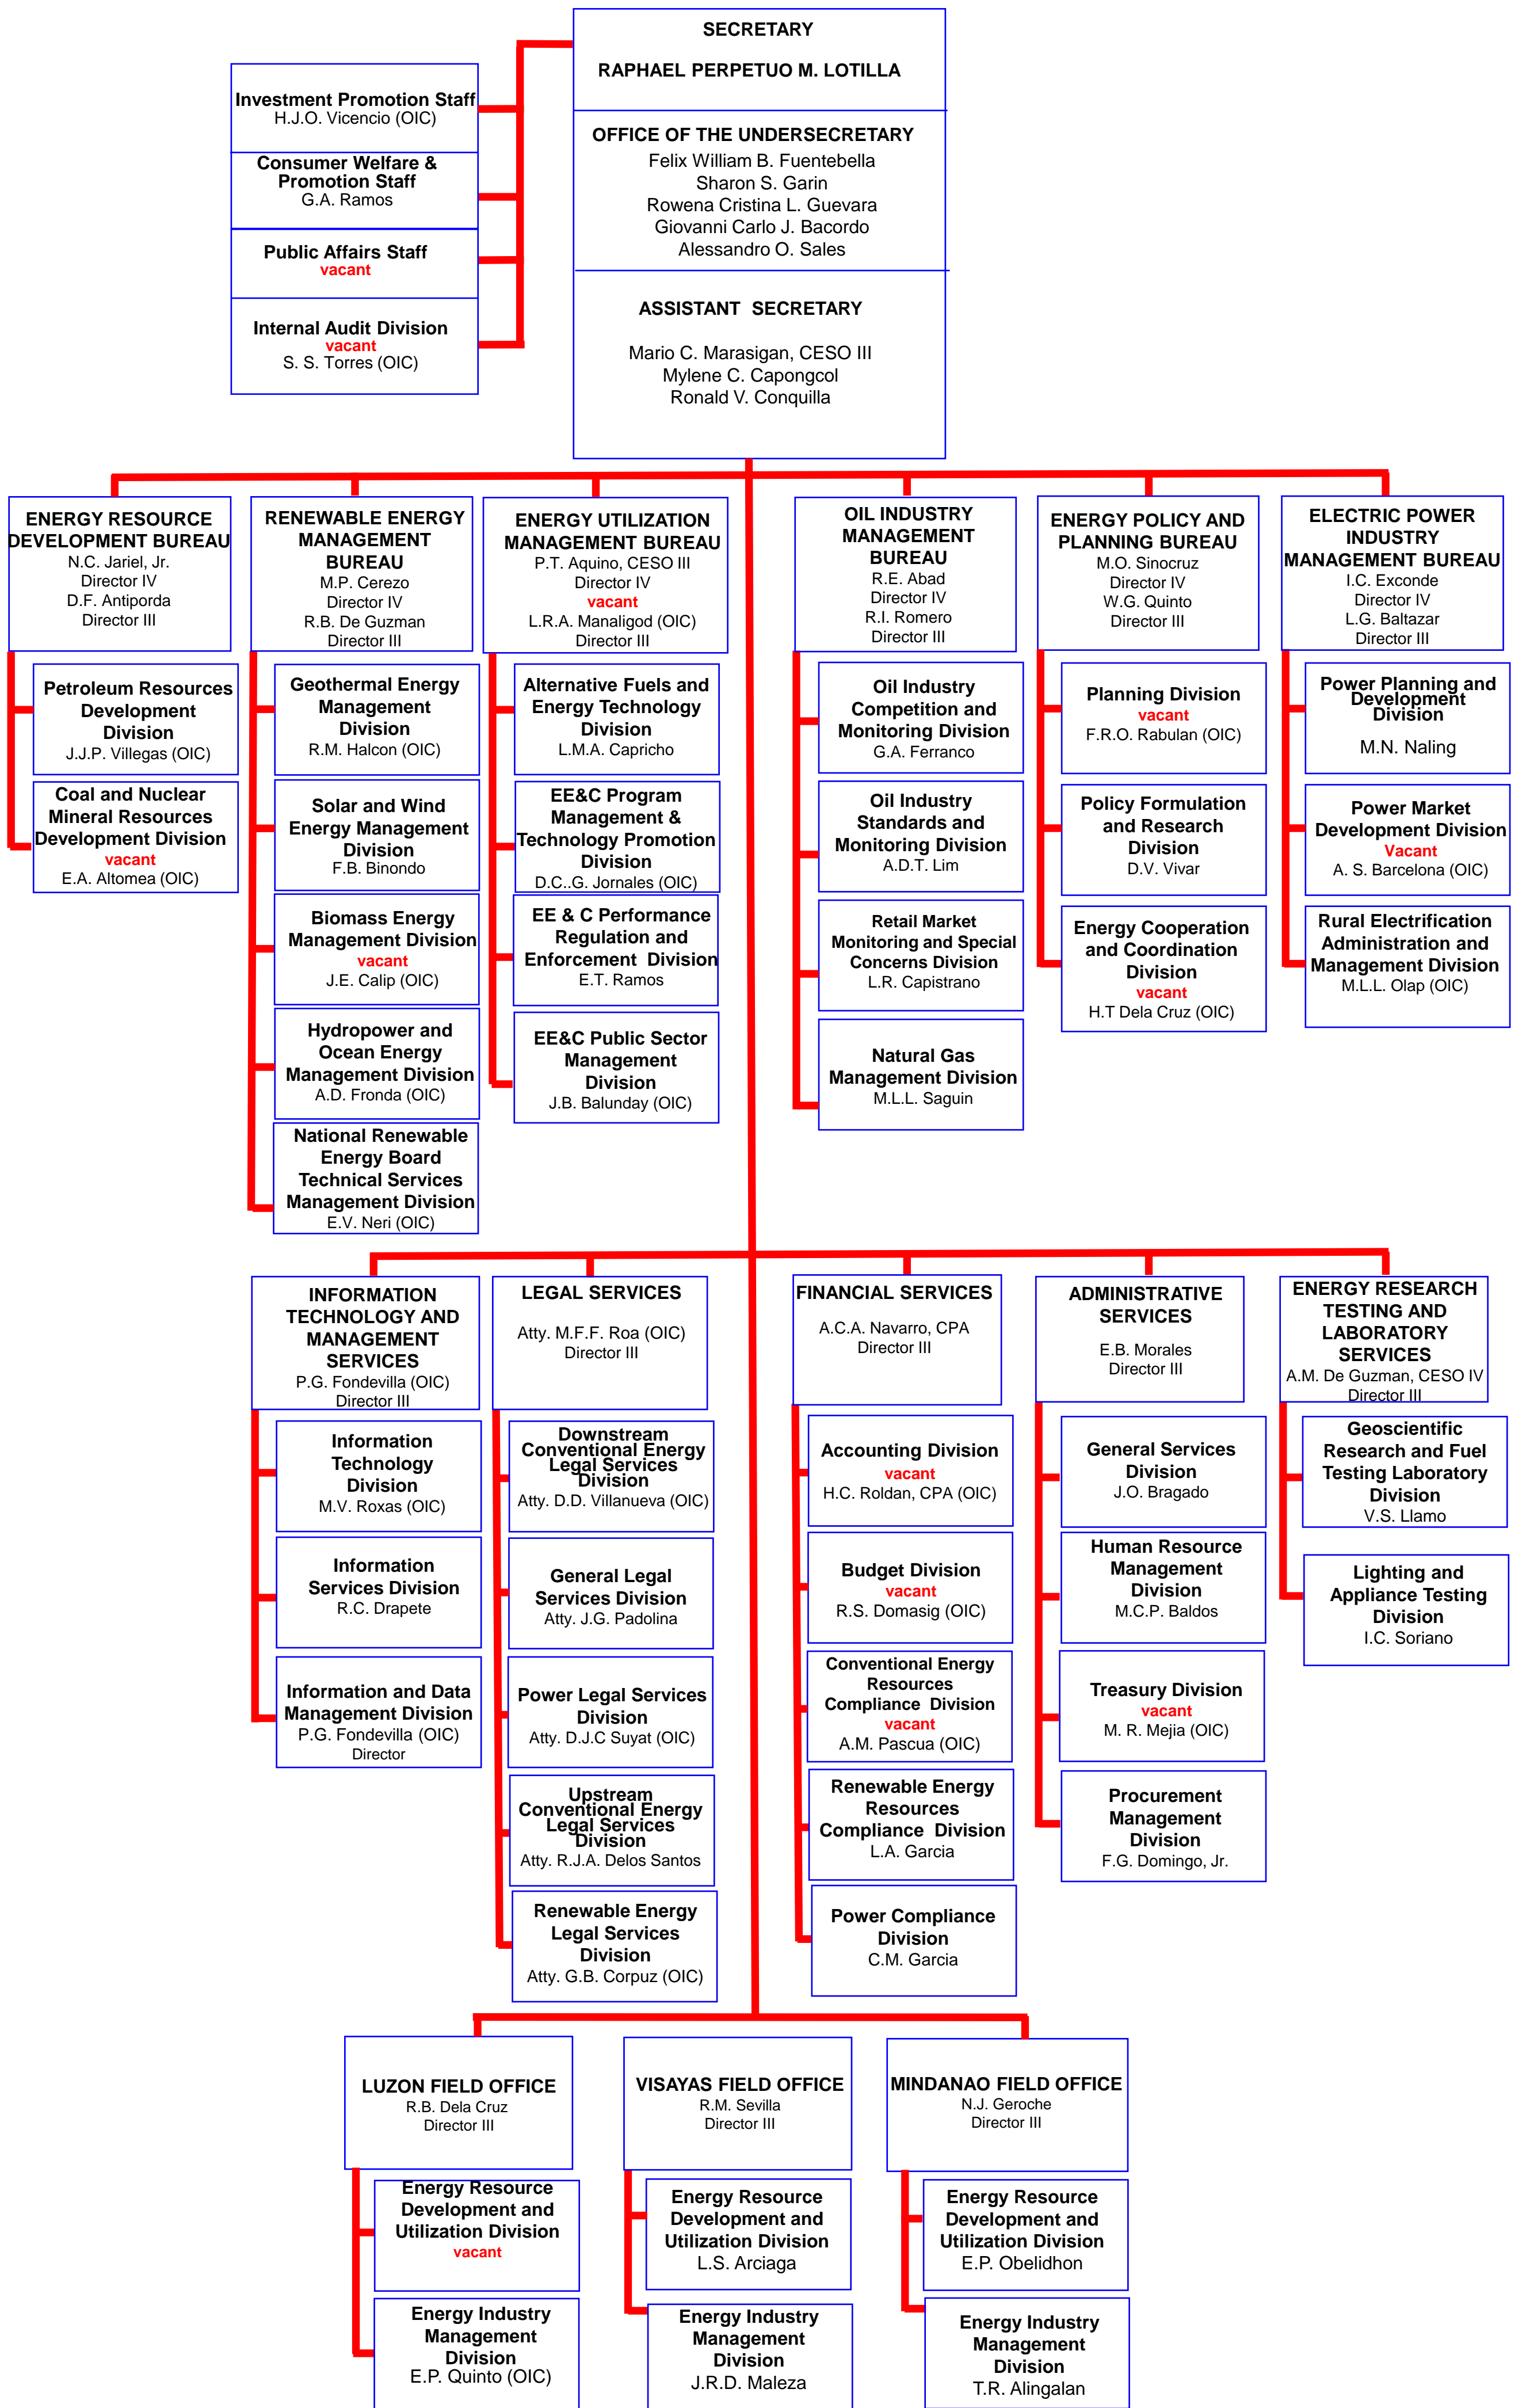 SECRETARY
RAPHAEL PERPETUO M. LOTILLA
OFFICE OF THE UNDERSECRETARY
Felix William B. Fuentebella
Sharon S. Garin
Rowena Cristina L. Guevara
Giovanni Carlo J. Bacordo
Alessandro O. Sales
ASSISTANT SECRETARY
Mario C. Marasigan, CESO III
Mylene C. Capongcol
Ronald V. Conquilla
Investment Promotion Staff
H.J.O. Vicencio (OIC)
Consumer Welfare &
Promotion Staff
G.A. Ramos
Public Affairs Staff
vacant
Internal Audit Division
vacant
S. S. Torres (OIC)
ENERGY RESOURCE
DEVELOPMENT BUREAU
N.C. Jariel, Jr.
Director IV
D.F. Antiporda
Director III
Petroleum Resources
Development
Division
J.J.P. Villegas (OIC)
Coal and Nuclear
Mineral Resources
Development Division
vacant
E.A. Altomea (OIC)
RENEWABLE ENERGY
MANAGEMENT
BUREAU
M.P. Cerezo
Director IV
R.B. De Guzman
Director III
Geothermal Energy
Management
Division
R.M. Halcon (OIC)
Solar and Wind
Energy Management
Division
F.B. Binondo
Biomass Energy
Management Division
vacant
J.E. Calip (OIC)
Hydropower and
Ocean Energy
Management Division
A.D. Fronda (OIC)
National Renewable
Energy Board
Technical Services
Management Division
E.V. Neri (OIC)
ENERGY UTILIZATION
MANAGEMENT BUREAU
P.T. Aquino, CESO III
Director IV
vacant
L.R.A. Manaligod (OIC)
Director III
Alternative Fuels and
Energy Technology
Division
L.M.A. Capricho
EE&C Program
Management &
Technology Promotion
Division
D.C..G. Jornales (OIC)
EE & C Performance
Regulation and
Enforcement Division
E.T. Ramos
EE&C Public Sector
Management
Division
J.B. Balunday (OIC)
OIL INDUSTRY
MANAGEMENT
BUREAU
R.E. Abad
Director IV
R.I. Romero
Director III
Oil Industry
Competition and
Monitoring Division
G.A. Ferranco
Oil Industry
Standards and
Monitoring Division
A.D.T. Lim
Retail Market
Monitoring and Special
Concerns Division
L.R. Capistrano
Natural Gas
Management Division
M.L.L. Saguin
ENERGY POLICY AND
PLANNING BUREAU
M.O. Sinocruz
Director IV
W.G. Quinto
Director III
Planning Division
vacant
F.R.O. Rabulan (OIC)
Policy Formulation
and Research
Division
D.V. Vivar
Energy Cooperation
and Coordination
Division
vacant
H.T Dela Cruz (OIC)
ELECTRIC POWER
INDUSTRY
MANAGEMENT BUREAU
I.C. Exconde
Director IV
L.G. Baltazar
Director III
Power Planning and
Development
Division
M.N. Naling
Power Market
Development Division
Vacant
A. S. Barcelona (OIC)
Rural Electrification
Administration and
Management Division
M.L.L. Olap (OIC)
INFORMATION
TECHNOLOGY AND
MANAGEMENT
SERVICES
P.G. Fondevilla (OIC)
Director III
Information
Technology
Division
M.V. Roxas (OIC)
Information
Services Division
R.C. Drapete
Information and Data
Management Division
P.G. Fondevilla (OIC)
Director
LEGAL SERVICES
Atty. M.F.F. Roa (OIC)
Director III
Downstream
Conventional Energy
Legal Services
Division
Atty. D.D. Villanueva (OIC)
General Legal
Services Division
Atty. J.G. Padolina
Power Legal Services
Division
Atty. D.J.C Suyat (OIC)
Upstream
Conventional Energy
Legal Services
Division
Atty. R.J.A. Delos Santos
Renewable Energy
Legal Services
Division
Atty. G.B. Corpuz (OIC)
FINANCIAL SERVICES
A.C.A. Navarro, CPA
Director III
Accounting Division
vacant
H.C. Roldan, CPA (OIC)
Budget Division
vacant
R.S. Domasig (OIC)
Conventional Energy
Resources
Compliance Division
vacant
A.M. Pascua (OIC)
Renewable Energy
Resources
Compliance Division
L.A. Garcia
Power Compliance
Division
C.M. Garcia
ADMINISTRATIVE
SERVICES
E.B. Morales
Director III
General Services
Division
J.O. Bragado
Human Resource
Management
Division
M.C.P. Baldos
Treasury Division
vacant
M. R. Mejia (OIC)
Procurement
Management
Division
F.G. Domingo, Jr.
ENERGY RESEARCH
TESTING AND
LABORATORY
SERVICES
A.M. De Guzman, CESO IV
Director III
Geoscientific
Research and Fuel
Testing Laboratory
Division
V.S. Llamo
Lighting and
Appliance Testing
Division
I.C. Soriano
LUZON FIELD OFFICE
R.B. Dela Cruz
Director III
Energy Resource
Development and
Utilization Division
vacant
Energy Industry
Management
Division
E.P. Quinto (OIC)
VISAYAS FIELD OFFICE
R.M. Sevilla
Director III
Energy Resource
Development and
Utilization Division
L.S. Arciaga
Energy Industry
Management
Division
J.R.D. Maleza
MINDANAO FIELD OFFICE
N.J. Geroche
Director III
Energy Resource
Development and
Utilization Division
E.P. Obelidhon
Energy Industry
Management
Division
T.R. Alingalan